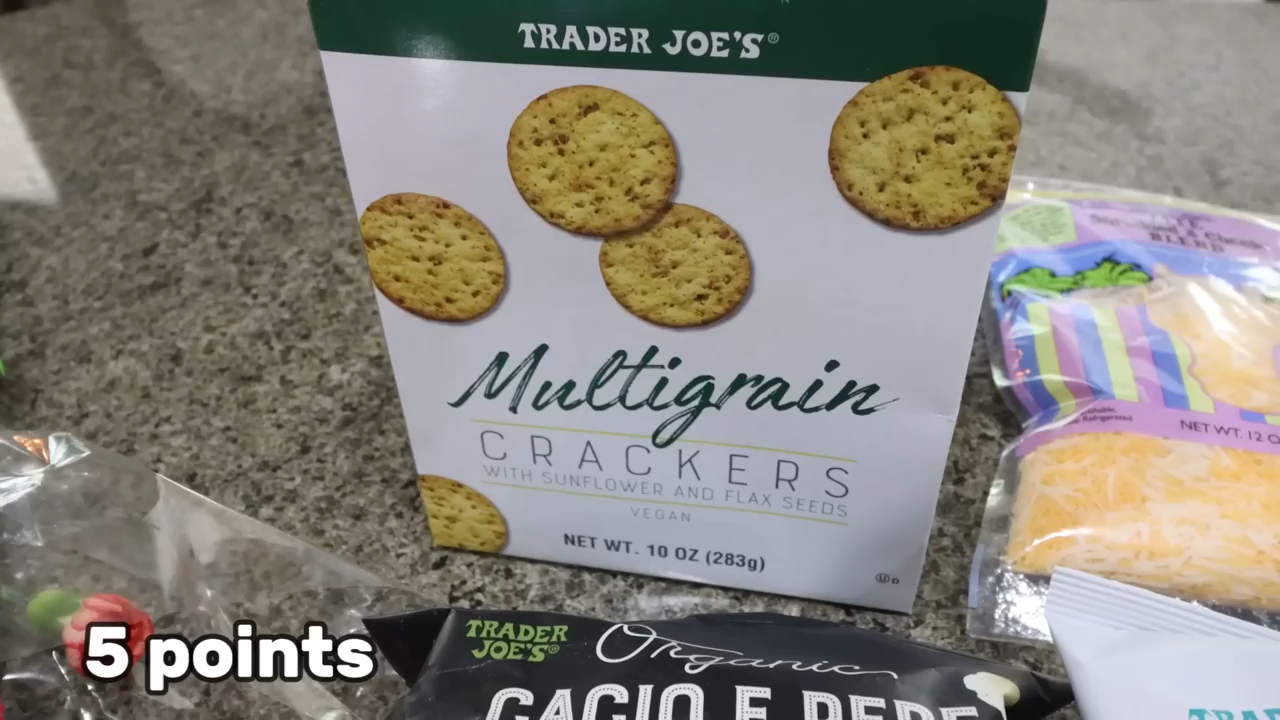 TRADER JOE'S®
Multigrain
CRACKERS
WITH SUNFLOWER AND FLAX SEEDS
VEGAN
NET WT. 10 OZ (283g)
Ⓤ D
BLEND
Refrigerated
NET WT. 12 O
5 points
TRADER
JOE'S®
Organic
CACIO E PEPE